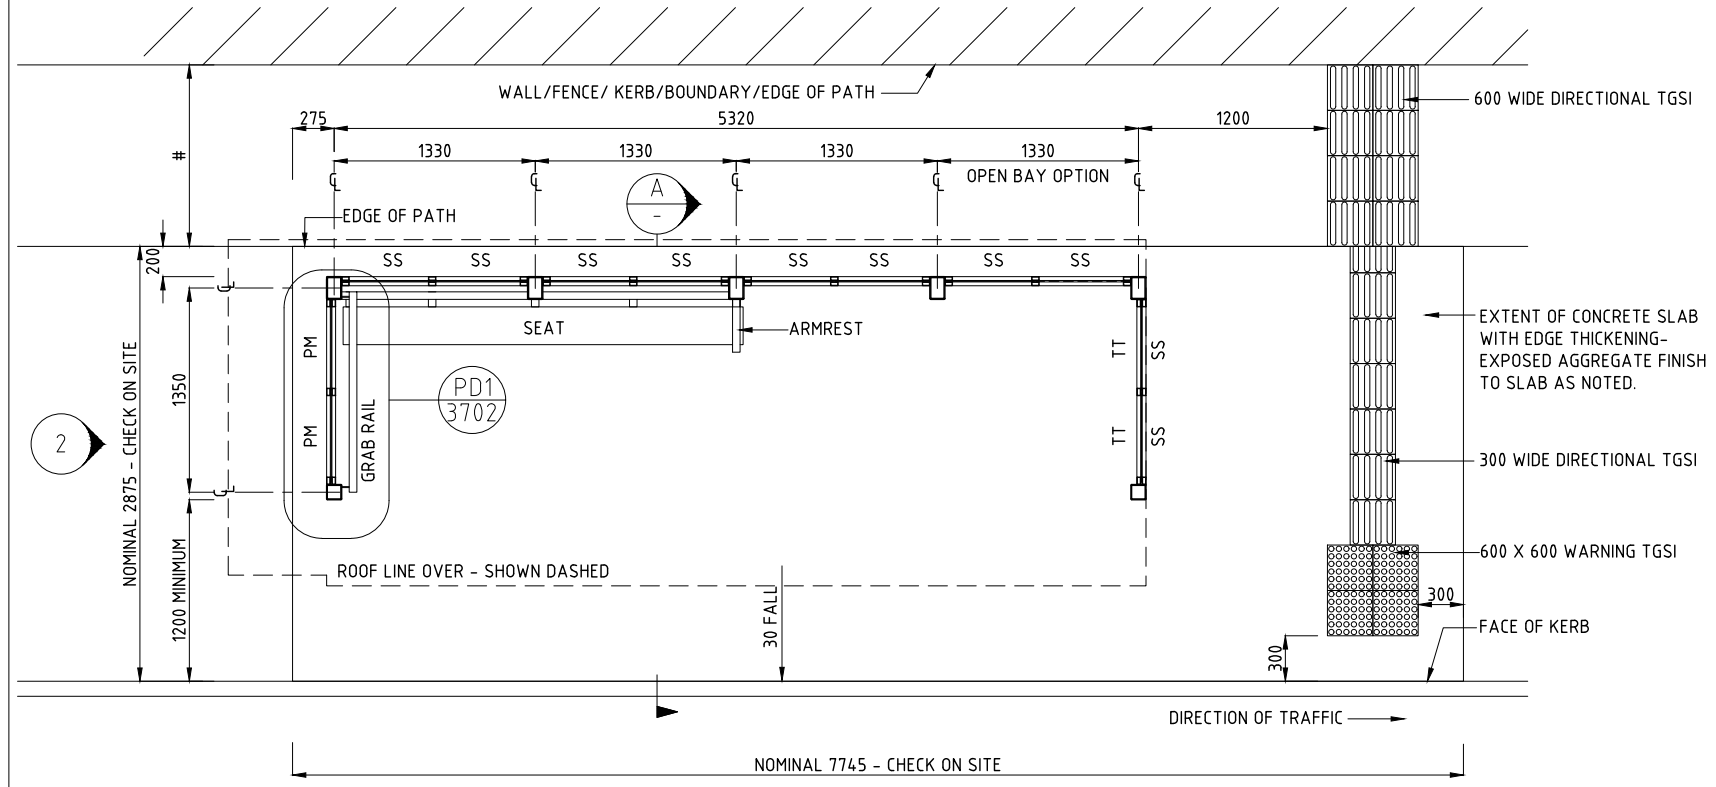 WALL/FENCE/ KERB/BOUNDARY/EDGE OF PATH
600 WIDE DIRECTIONAL TGSI
275
5320
1200
#
1330
1330
1330
1330
℄
℄
℄
℄
℄
OPEN BAY OPTION
A
-
EDGE OF PATH
200
SS
SS
SS
SS
SS
SS
SS
SS
℄
SEAT
ARMREST
EXTENT OF CONCRETE SLAB
WITH EDGE THICKENING-
EXPOSED AGGREGATE FINISH
TO SLAB AS NOTED.
PM
TT
SS
NOMINAL 2875 - CHECK ON SITE
1350
PD1
3702
GRAB RAIL
2
PM
TT
SS
300 WIDE DIRECTIONAL TGSI
℄
1200 MINIMUM
600 X 600 WARNING TGSI
ROOF LINE OVER - SHOWN DASHED
30 FALL
300
FACE OF KERB
300
DIRECTION OF TRAFFIC
NOMINAL 7745 - CHECK ON SITE